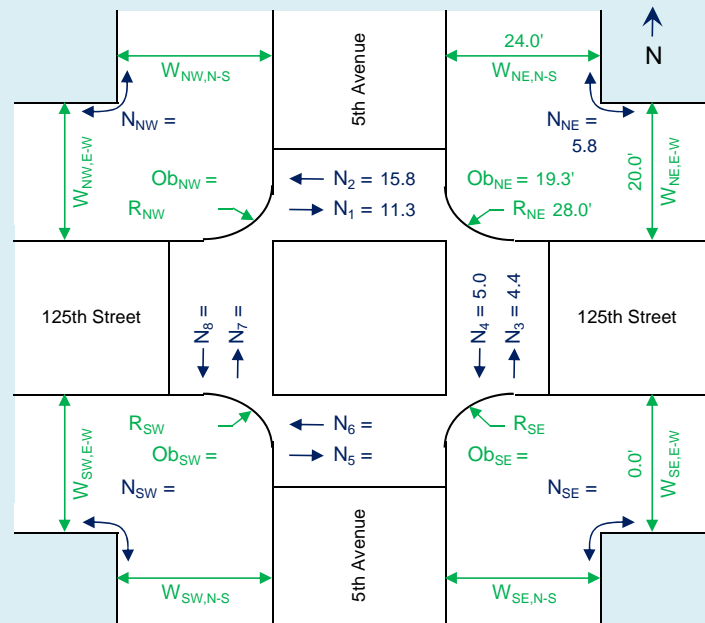 24.0'
N
W_NW,N-S
5th Avenue
W_NE,N-S
N_NW =
N_NE =
5.8
W_NW,E-W
20.0'
W_NE,E-W
Ob_NW =
N_2 = 15.8
Ob_NE = 19.3'
R_NW
N_1 = 11.3
R_NE 28.0'
125th Street
N_8 =
N_7 =
N_4 = 5.0
N_3 = 4.4
125th Street
R_SW
N_6 =
R_SE
Ob_SW =
N_5 =
Ob_SE =
W_SW,E-W
0.0'
W_SE,E-W
N_SW =
N_SE =
5th Avenue
W_SW,N-S
W_SE,N-S